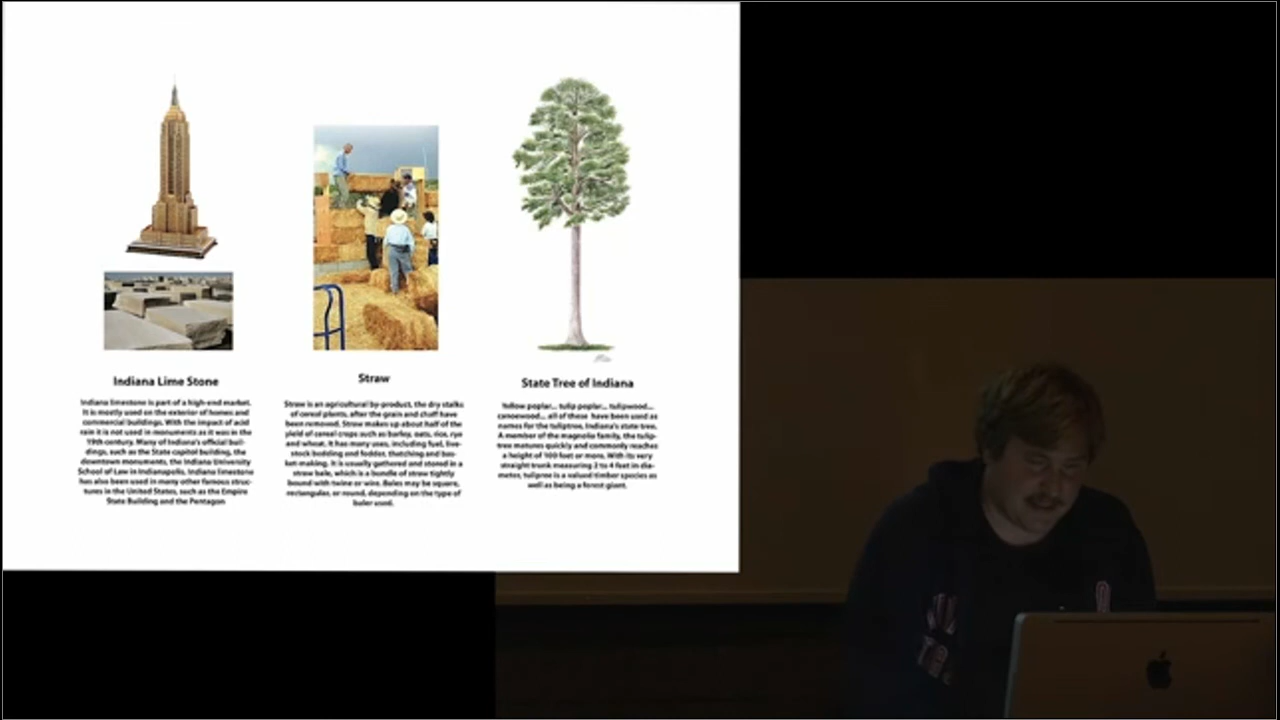 Indiana Lime Stone
Indiana limestone is part of a high-end market.
It is mostly used on the exterior of homes and
commercial buildings. With the impact of acid
rain it is not used in monuments as it was in the
19th century. Many of Indiana's official buil-
dings, such as the State capitol building, the
downtown monuments, the Indiana University
School of Law in Indianapolis, Indiana limestone
has also been used in many other famous struc-
tures in the United States, such as the Empire
State Building and the Pentagon
Straw
Straw is an agricultural by-product, the dry stalks
of cereal plants, after the grain and chaff have
been removed. Straw makes up about half of the
yield of cereal crops such as barley, oats, rice, rye
and wheat. It has many uses, including fuel, live-
stock bedding and fodder, thatching and bas-
ket-making. It is usually gathered and stored in a
straw bale, which is a bundle of straw tightly
bound with twine or wire. Bales may be square,
rectangular, or round, depending on the type of
baler used.
State Tree of Indiana
Yellow poplar... tulip poplar... tulipwood...
canoewood... all of these have been used as
names for the tuliptree, Indiana's state tree.
A member of the magnolia family, the tulip-
tree matures quickly and commonly reaches
a height of 100 feet or more. With its very
straight trunk measuring 2 to 4 feet in dia-
meter, tuliptree is a valued timber species as
well as being a forest giant.